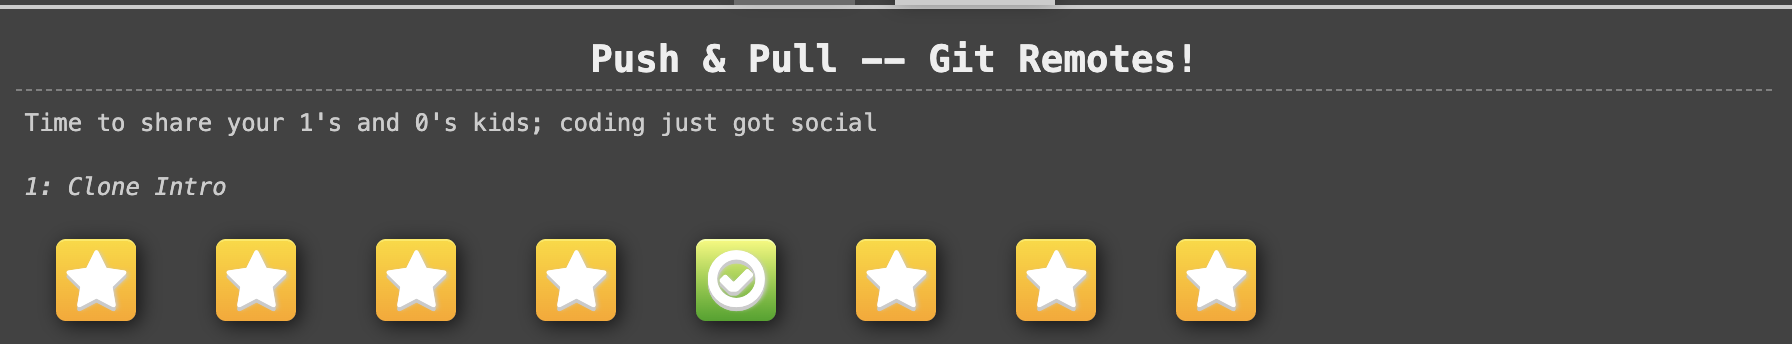 Push & Pull -- Git Remotes!
Time to share your 1's and 0's kids; coding just got social
1: Clone Intro